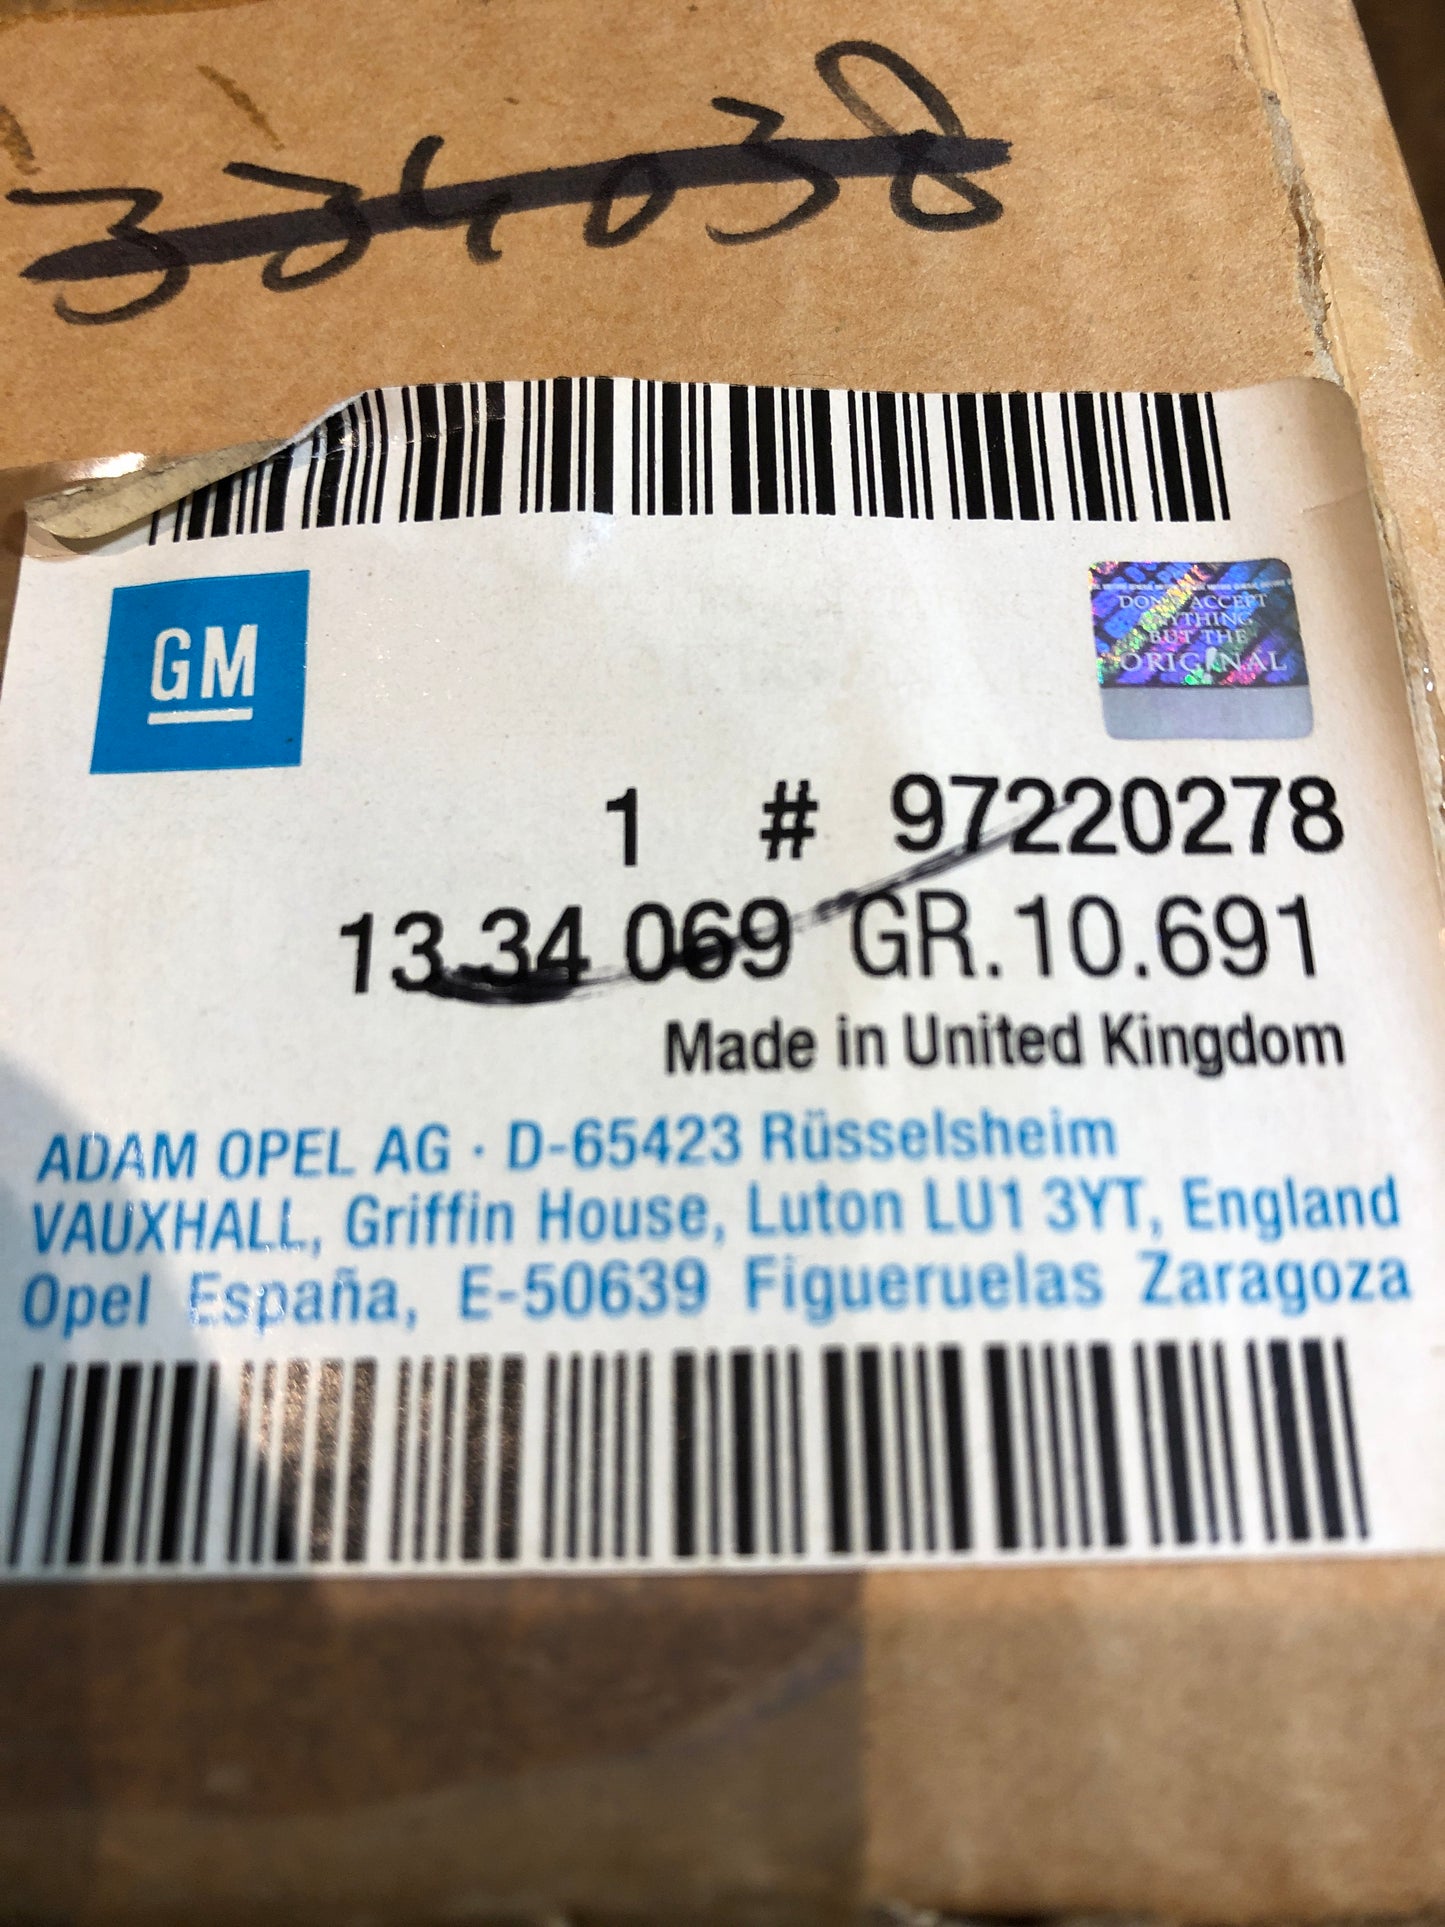 334038
GM
DON'T ACCEPT
ANYTHING
BUT THE
ORIGINAL
1 # 97220278
13 34 069 GR.10.691
Made in United Kingdom
ADAM OPEL AG · D-65423 Rüsselsheim
VAUXHALL, Griffin House, Luton LU1 3YT, England
Opel España, E-50639 Figueruelas Zaragoza